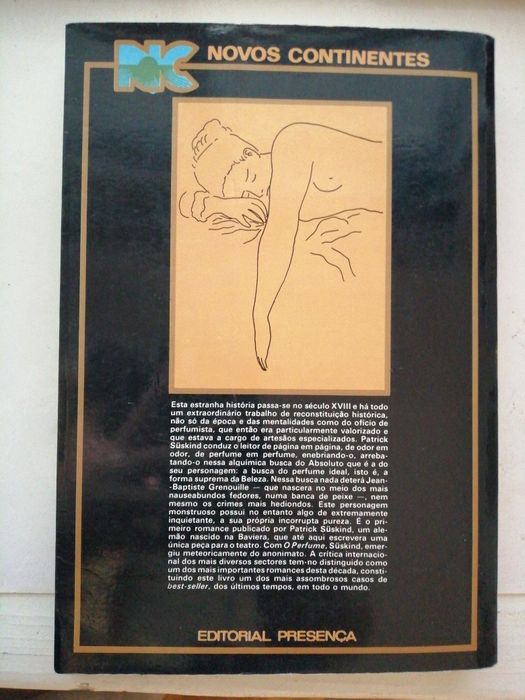 NC NOVOS CONTINENTES
Esta estranha história passa-se no século XVIII e há todo
um extraordinário trabalho de reconstituição histórica,
não só da época e das mentalidades como do ofício de
perfumista, que então era particularmente valorizado e
que estava a cargo de artesãos especializados. Patrick
Süskind conduz o leitor de página em página, de odor em
odor, de perfume em perfume, enebriando-o, arreba-
tando-o nessa alquímica busca do Absoluto que é a do
seu personagem: a busca do perfume ideal, isto é, a
forma suprema da Beleza. Nessa busca nada deterá Jean-
-Baptiste Grenouille — que nascera no meio dos mais
nauseabundos fedores, numa banca de peixe —, nem
mesmo os crimes mais hediondos. Este personagem
monstruoso possui no entanto algo de extremamente
inquietante, a sua própria incorrupta pureza. É o pri-
meiro romance publicado por Patrick Süskind, um ale-
mão nascido na Baviera, que até aqui escrevera uma
única peça para o teatro. Com O Perfume, Süskind, emer-
giu meteoricamente do anonimato. A crítica internacio-
nal dos mais diversos sectores tem-no distinguido como
um dos mais importantes romances desta década, consti-
tuindo este livro um dos mais assombrosos casos de
best-seller, dos últimos tempos, em todo o mundo.
EDITORIAL PRESENÇA